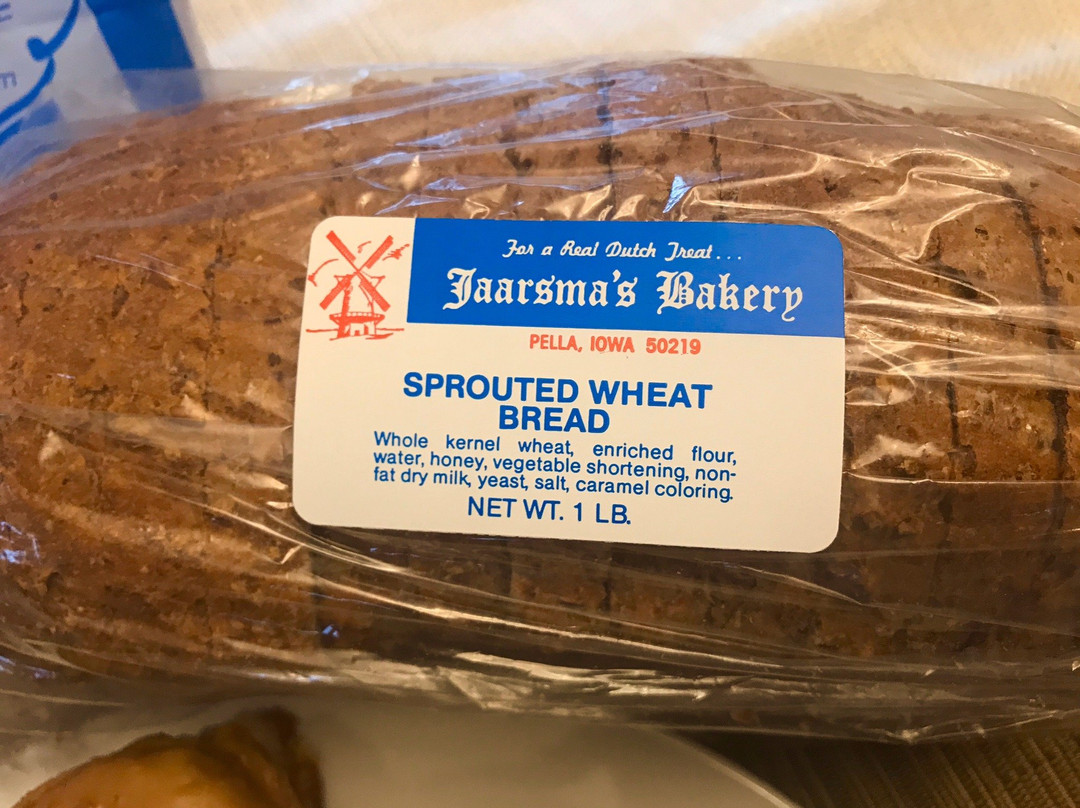 For a Real Dutch Treat...
Jaarsma's Bakery
PELLA, IOWA 50219
SPROUTED WHEAT
BREAD
Whole kernel wheat, enriched flour,
water, honey, vegetable shortening, non-
fat dry milk, yeast, salt, caramel coloring.
NET WT. 1 LB.